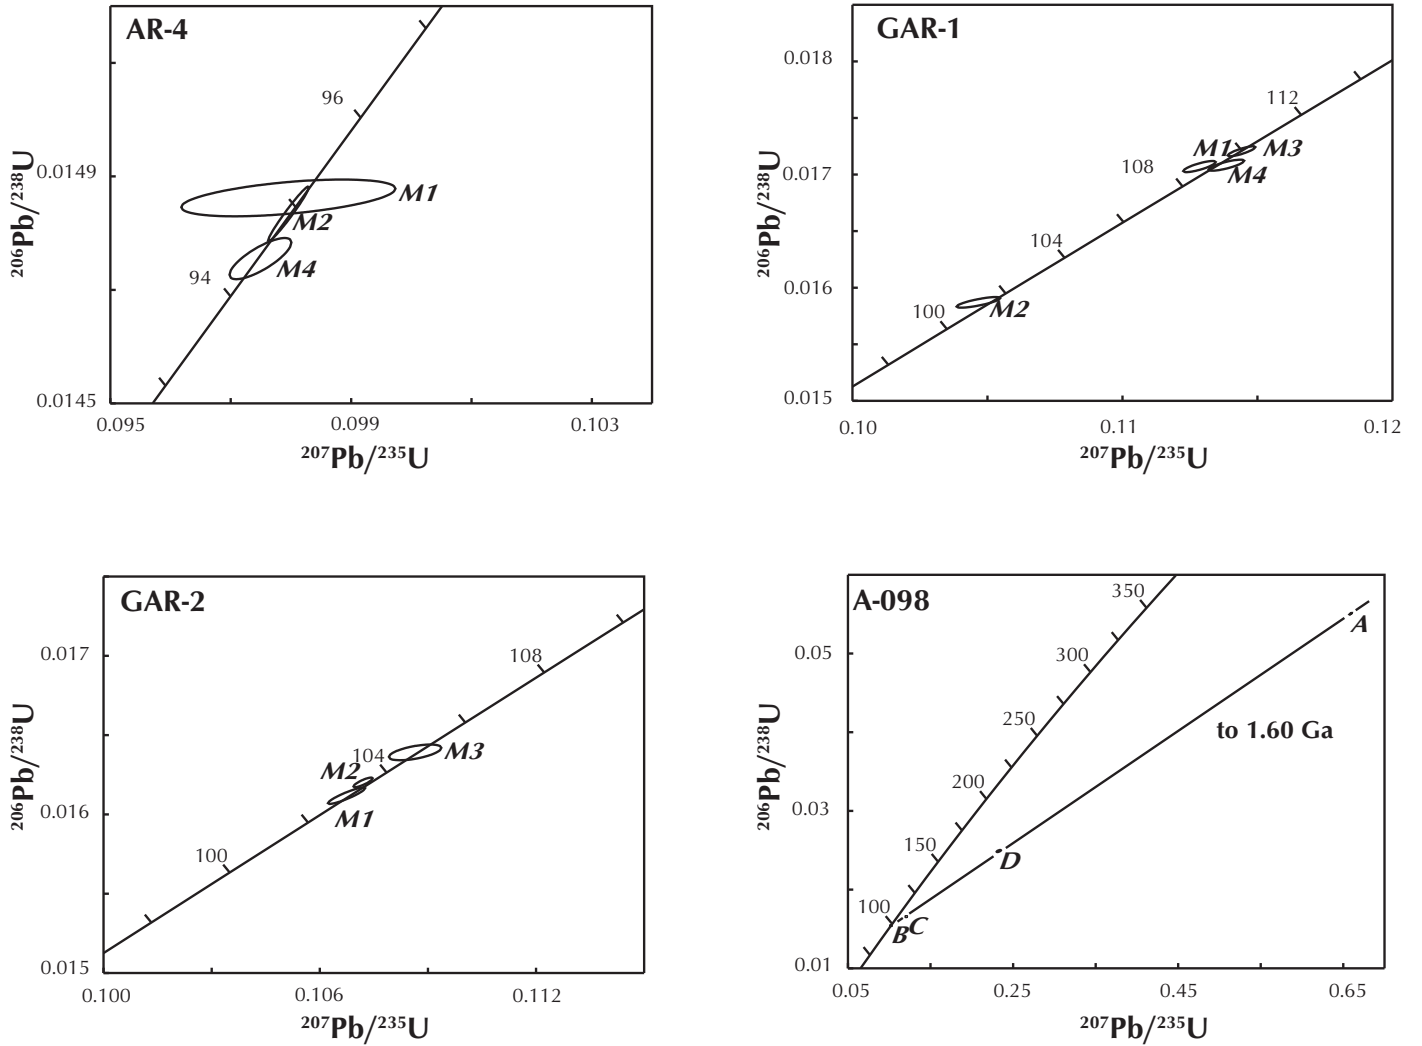 AR-4
96
0.0149
M1
M2
94
M4
0.0145
0.095
0.099
0.103
206Pb/238U
207Pb/235U
GAR-1
0.018
112
M1
M3
108
0.017
M4
104
0.016
100
M2
0.015
0.10
0.11
0.12
206Pb/238U
207Pb/235U
GAR-2
0.017
108
104
M3
M2
0.016
M1
100
0.015
0.100
0.106
0.112
206Pb/238U
207Pb/235U
A-098
350
A
0.05
300
250
to 1.60 Ga
200
0.03
150
D
100
C
B
0.01
0.05
0.25
0.45
0.65
206Pb/238U
207Pb/235U